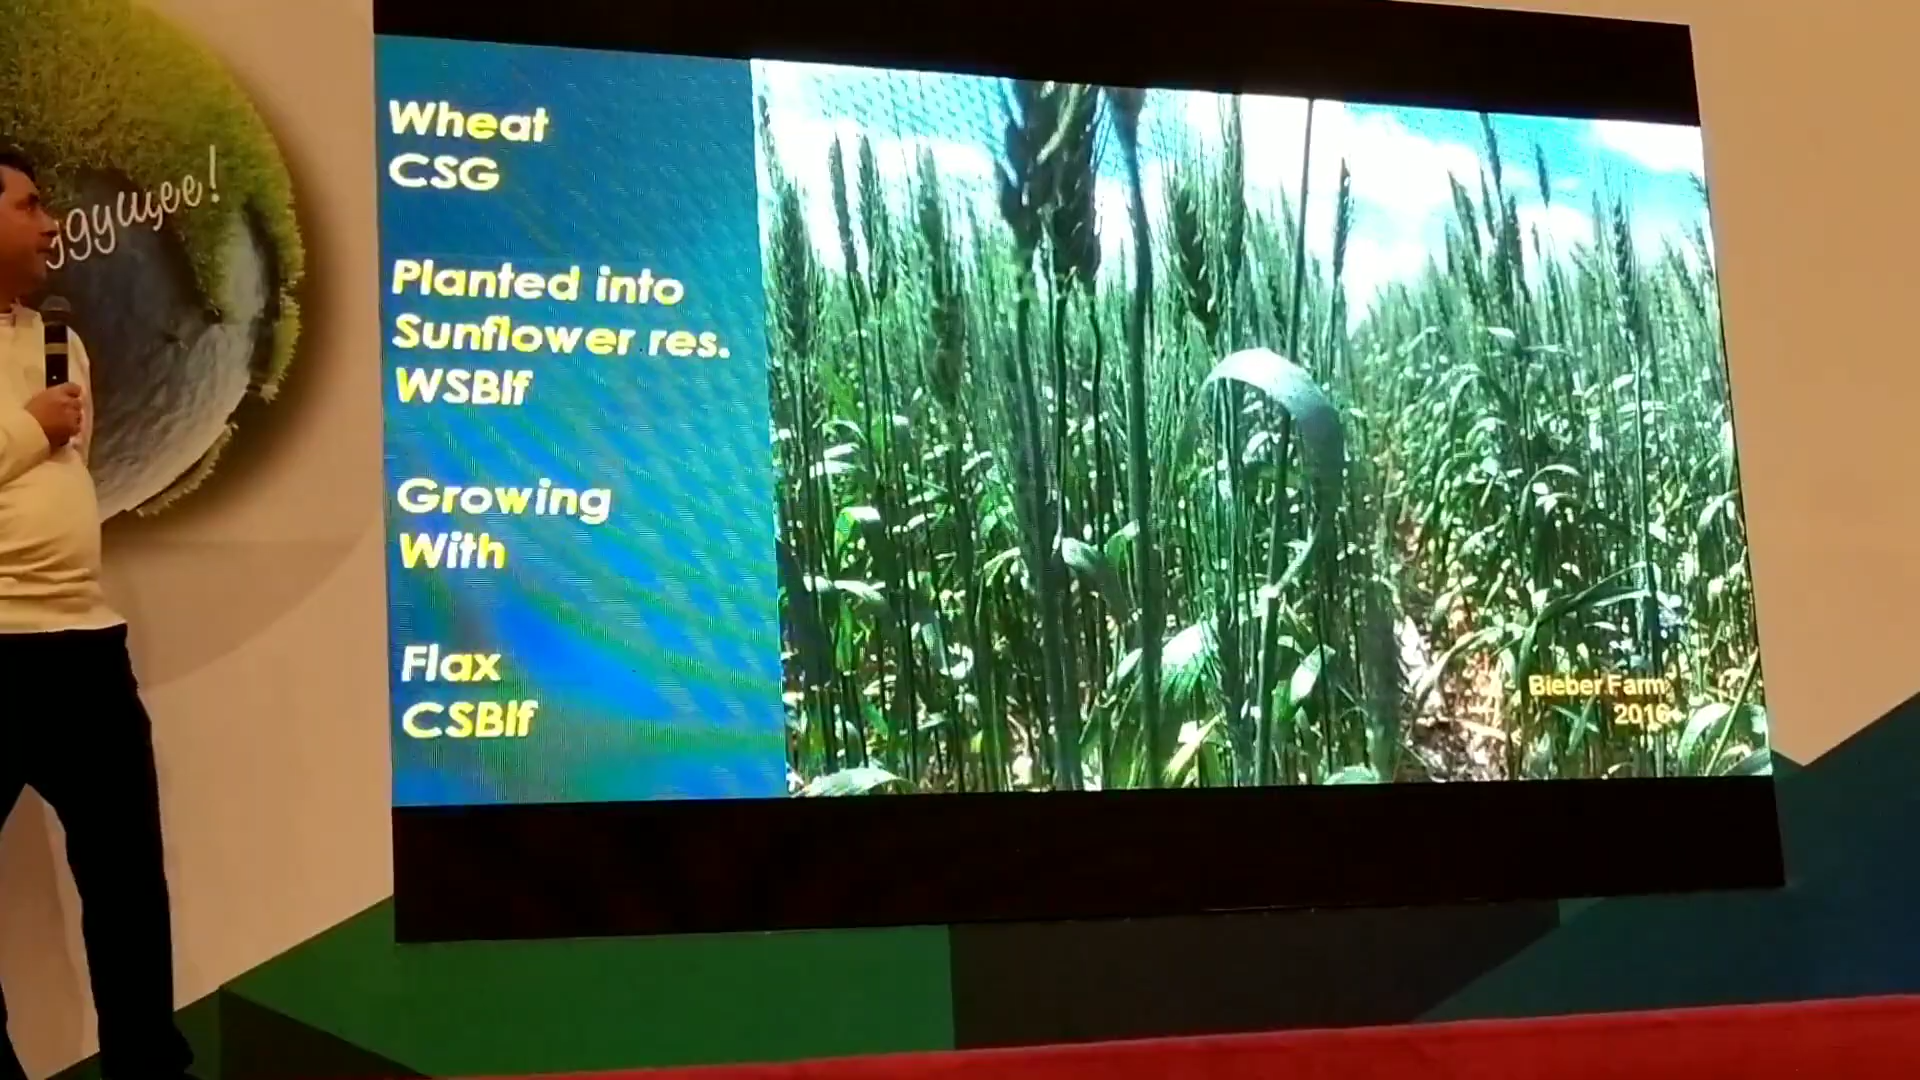 Wheat
CSG
Planted into
Sunflower res.
WSBlf
Growing
With
Flax
CSBlf
Bieber Farm
2016